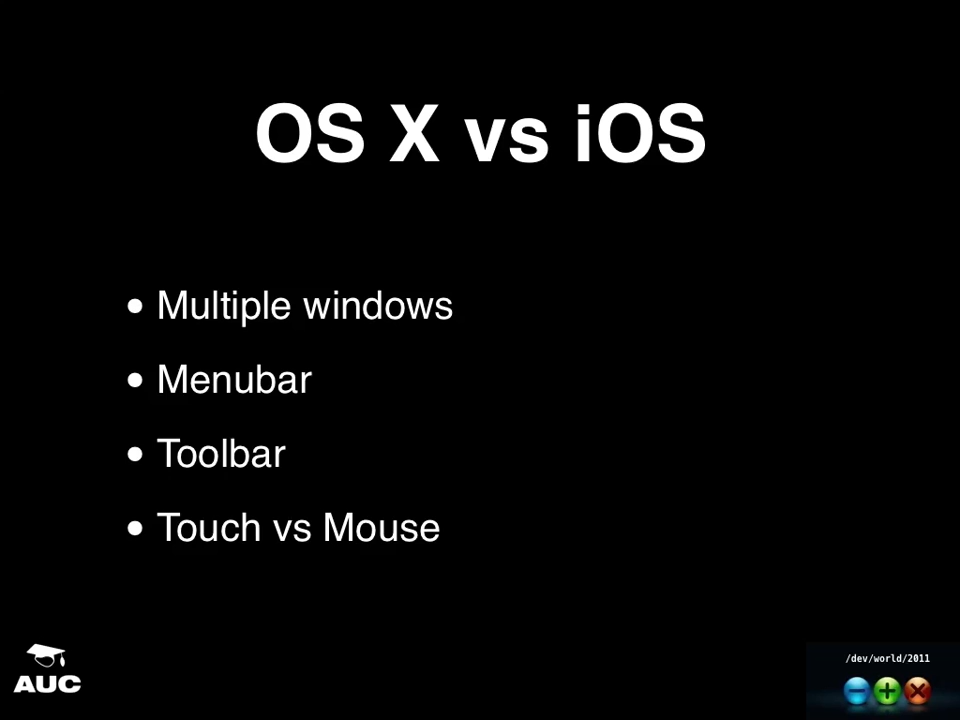 OS X vs iOS
• Multiple windows
• Menubar
• Toolbar
• Touch vs Mouse
AUC
/dev/world/2011